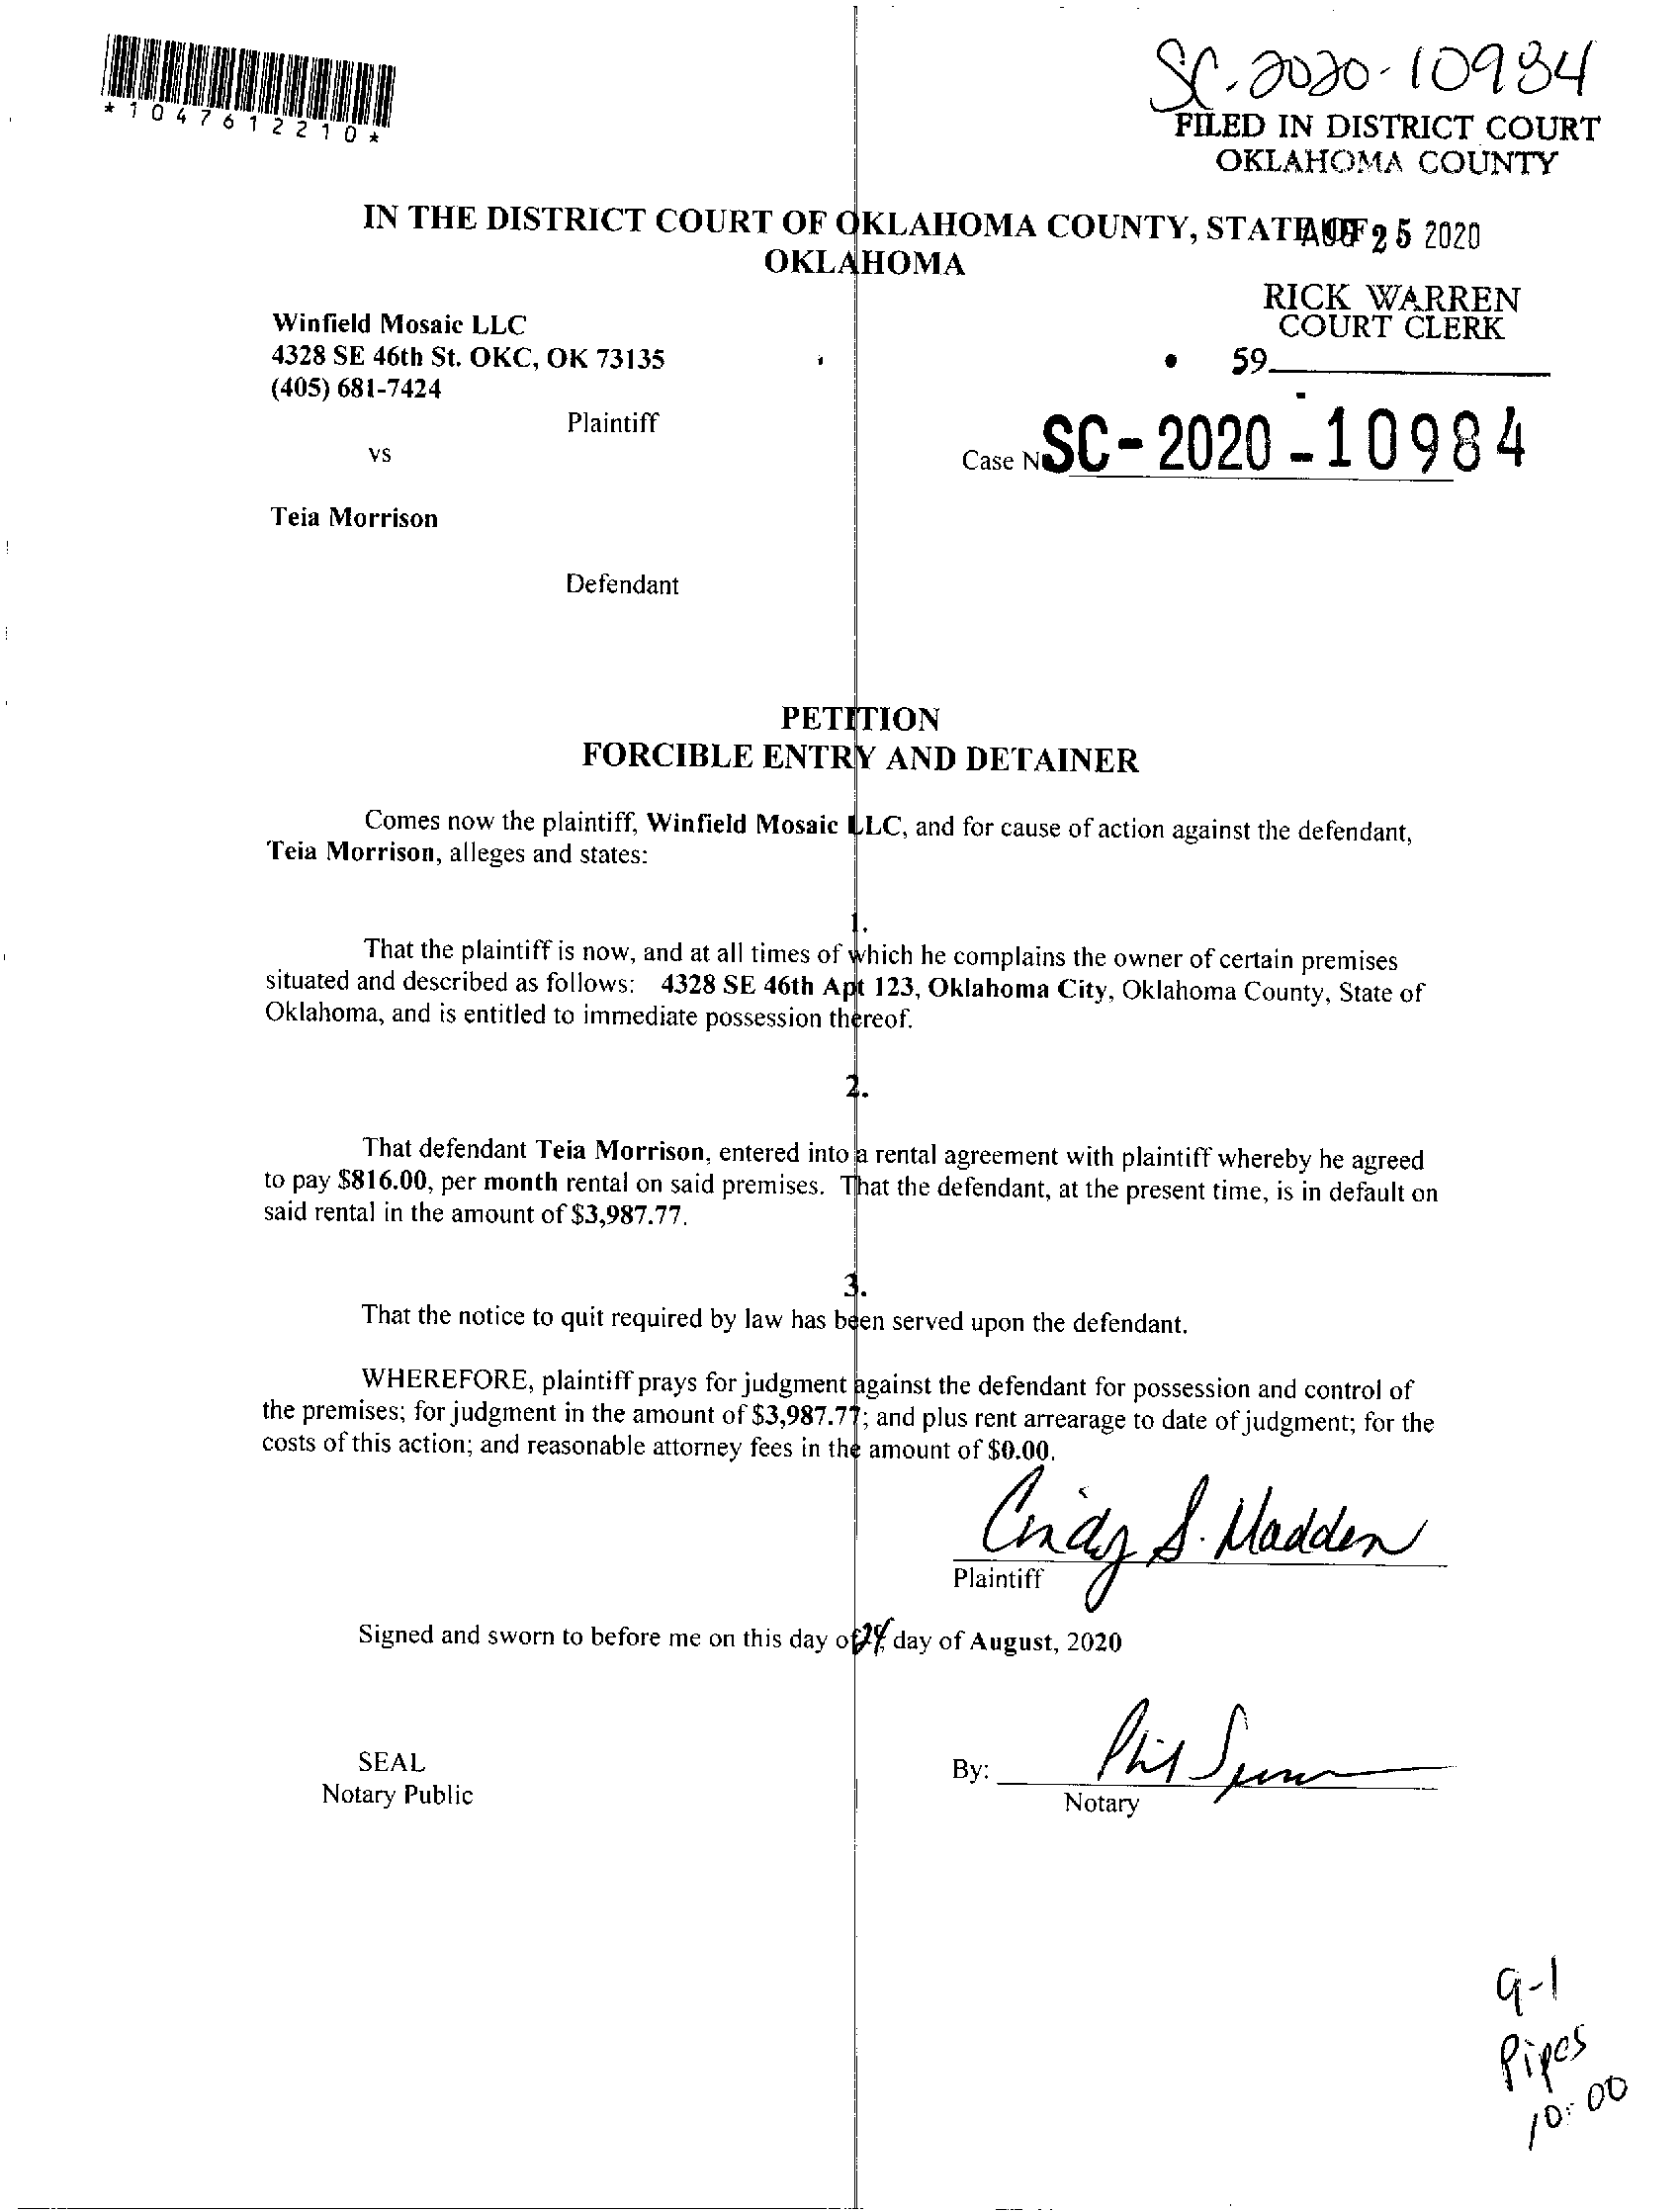 *1047612210*
SC-2020-10984
FILED IN DISTRICT COURT
OKLAHOMA COUNTY
IN THE DISTRICT COURT OF OKLAHOMA COUNTY, STATE OF
AUG 25 2020
OKLAHOMA
RICK WARREN
COURT CLERK
59
Winfield Mosaic LLC
4328 SE 46th St. OKC, OK 73135
(405) 681-7424
Plaintiff
vs
Case No SC-2020-10984
Teia Morrison
Defendant
PETITION
FORCIBLE ENTRY AND DETAINER
Comes now the plaintiff, Winfield Mosaic LLC, and for cause of action against the defendant,
Teia Morrison, alleges and states:
1.
That the plaintiff is now, and at all times of which he complains the owner of certain premises
situated and described as follows: 4328 SE 46th Apt 123, Oklahoma City, Oklahoma County, State of
Oklahoma, and is entitled to immediate possession thereof.
2.
That defendant Teia Morrison, entered into a rental agreement with plaintiff whereby he agreed
to pay $816.00, per month rental on said premises. That the defendant, at the present time, is in default on
said rental in the amount of $3,987.77.
3.
That the notice to quit required by law has been served upon the defendant.
WHEREFORE, plaintiff prays for judgment against the defendant for possession and control of
the premises; for judgment in the amount of $3,987.77; and plus rent arrearage to date of judgment; for the
costs of this action; and reasonable attorney fees in the amount of $0.00.
Cindy S. Madden
Plaintiff
Signed and sworn to before me on this day of 24 day of August, 2020
SEAL
Notary Public
By: Phil
Notary
9-1
Pipes
10:00